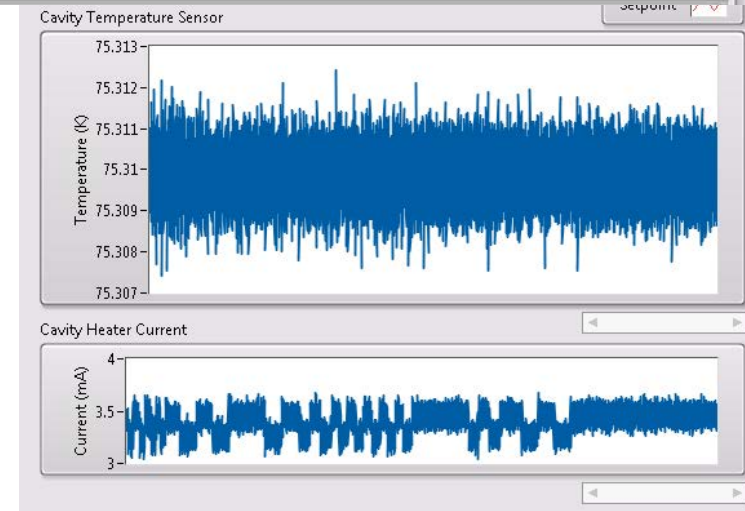 Setpoint
Cavity Temperature Sensor
75.313
75.312
75.311
75.31
75.309
75.308
75.307
Temperature (K)
Cavity Heater Current
4
3.5
3
Current (mA)